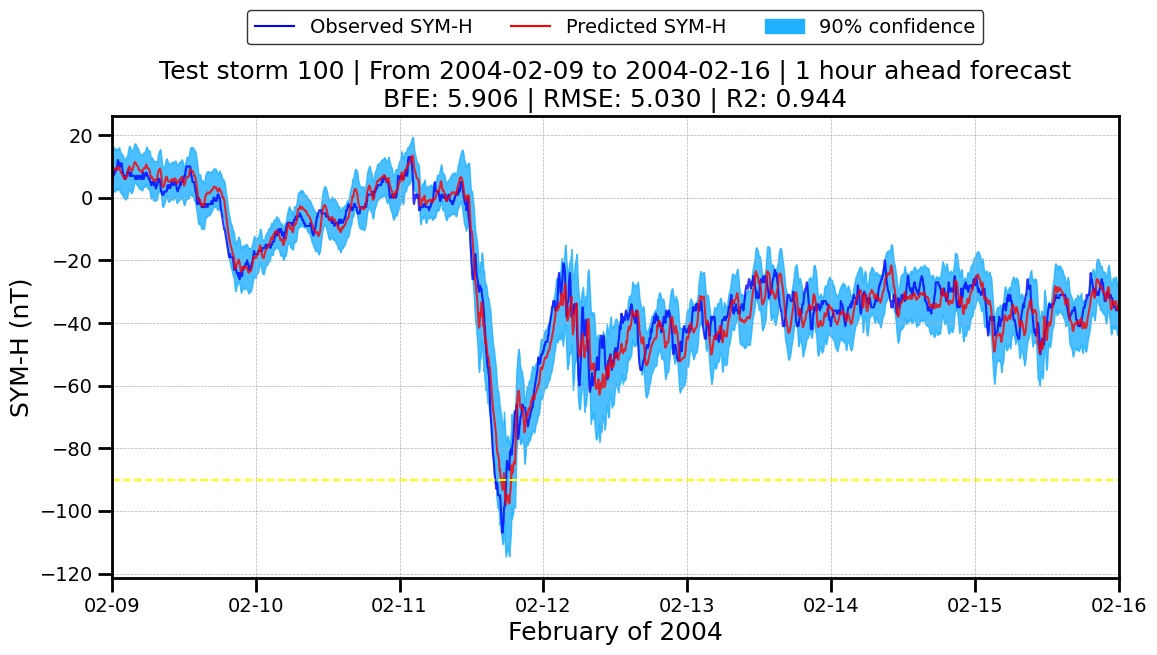 Observed SYM-H Predicted SYM-H 90% confidence
Test storm 100 | From 2004-02-09 to 2004-02-16 | 1 hour ahead forecast
BFE: 5.906 | RMSE: 5.030 | R2: 0.944
SYM-H (nT)
20
0
−20
−40
−60
−80
−100
−120
02-09 02-10 02-11 02-12 02-13 02-14 02-15 02-16
February of 2004